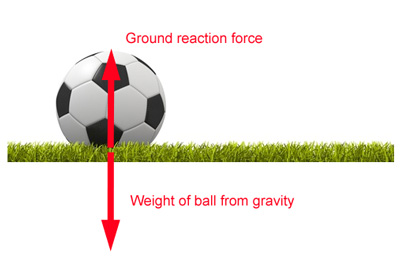 Ground reaction force
Weight of ball from gravity